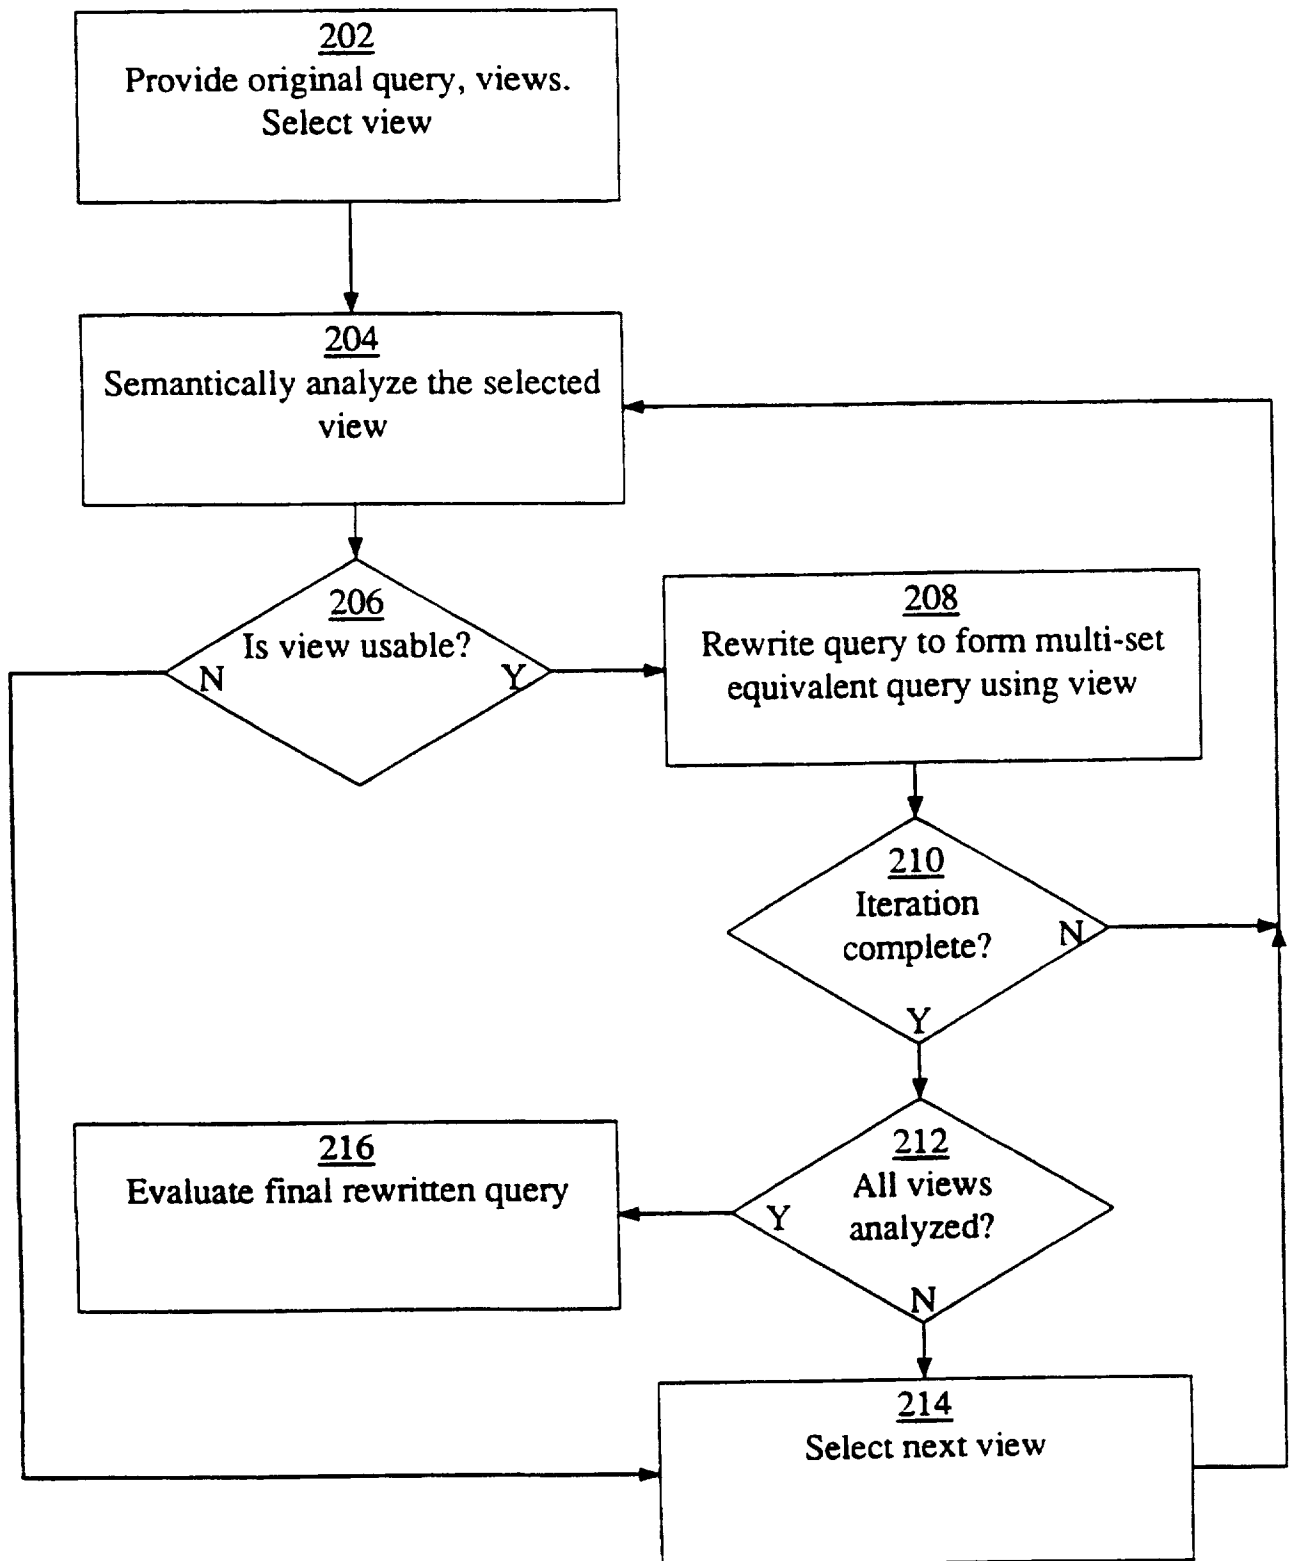 202
Provide original query, views.
Select view
204
Semantically analyze the selected
view
206
Is view usable?
N
Y
208
Rewrite query to form multi-set
equivalent query using view
210
Iteration
complete?
N
Y
212
All views
analyzed?
Y
N
216
Evaluate final rewritten query
214
Select next view